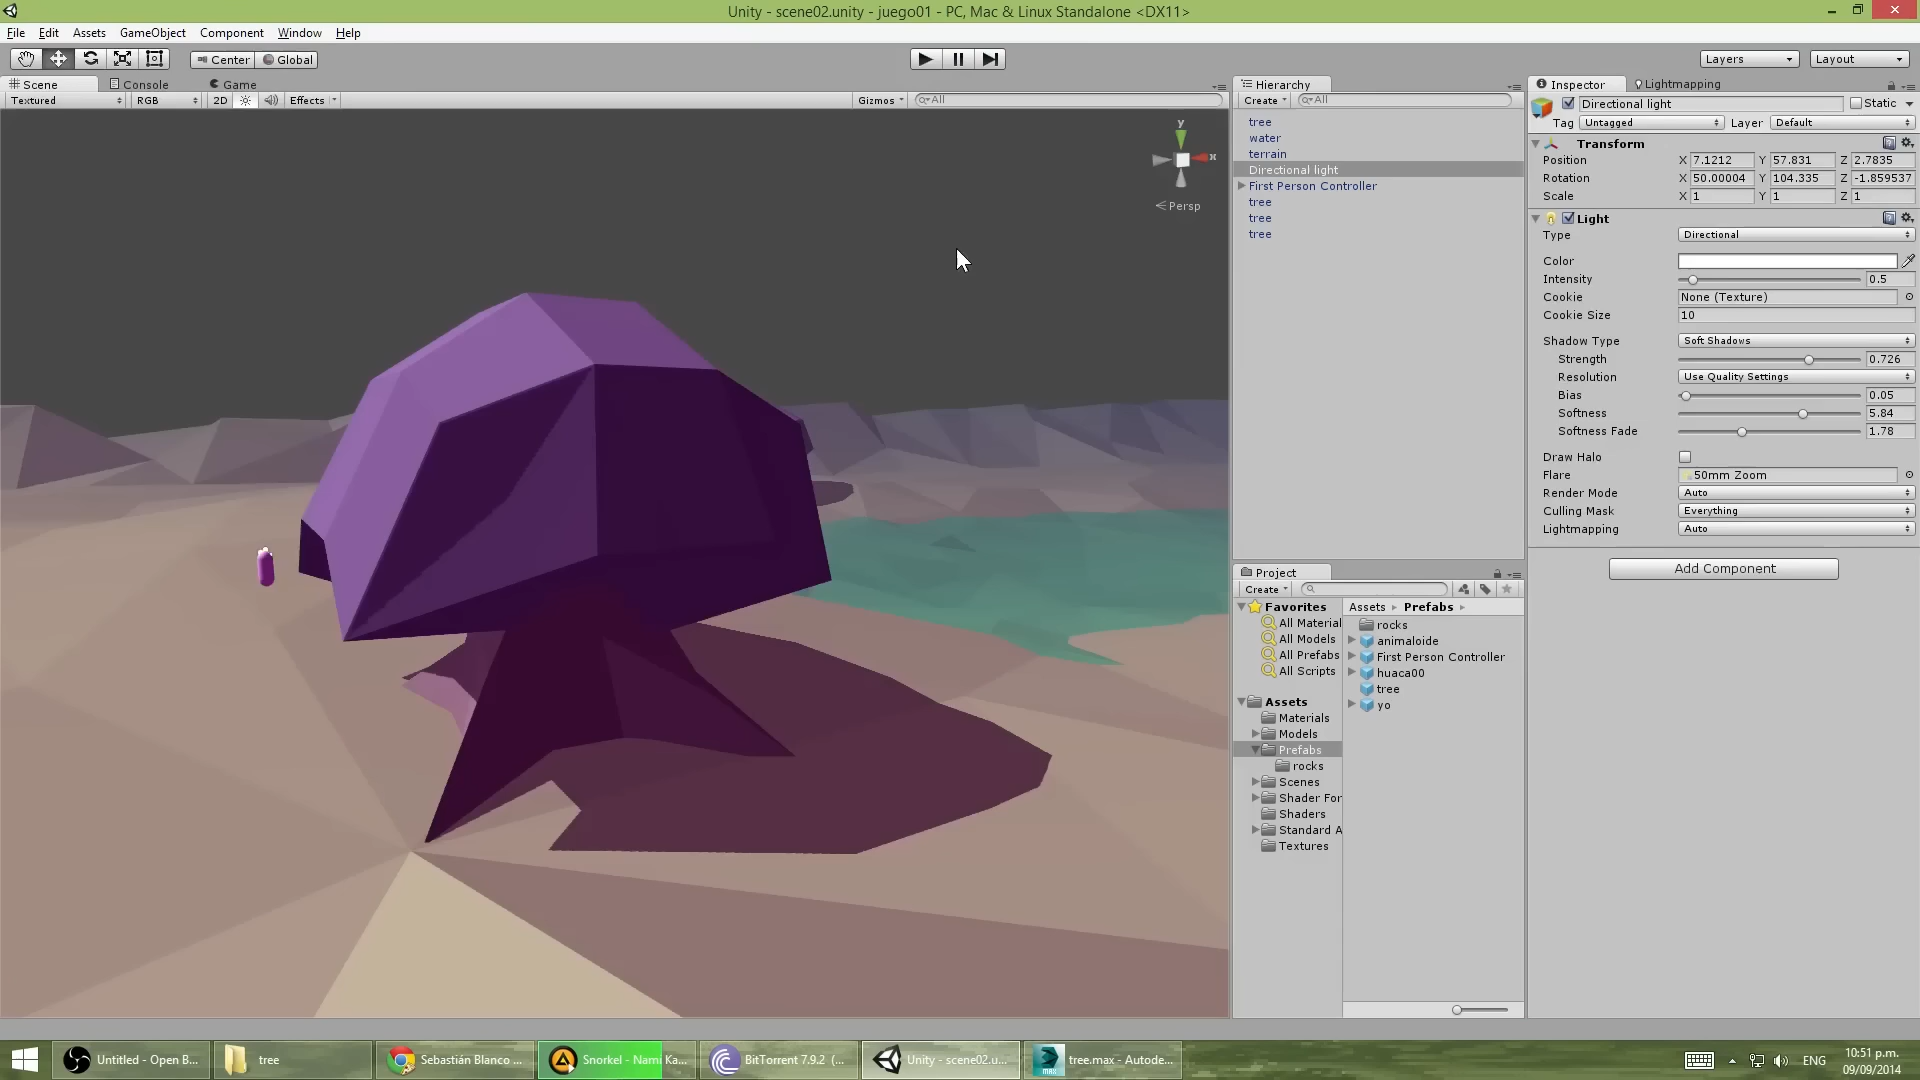 Unity - scene02.unity - juego01 - PC, Mac & Linux Standalone <DX11>
File Edit Assets GameObject Component Window Help
Center Global Layers Layout
Scene Console Game
Textured RGB 2D Effects Gizmos All
y
x
Persp
Hierarchy
Create All
tree
water
terrain
Directional light
First Person Controller
tree
tree
tree
Project
Create
Favorites
All Material
All Models
All Prefabs
All Scripts
Assets
Materials
Models
Prefabs
rocks
Scenes
Shader For
Shaders
Standard A
Textures
Assets Prefabs
rocks
animaloide
First Person Controller
huaca00
tree
yo
Inspector Lightmapping
Directional light Static
Tag Untagged Layer Default
Transform
Position X 7.1212 Y 57.831 Z 2.7835
Rotation X 50.00004 Y 104.335 Z -1.859537
Scale X 1 Y 1 Z 1
Light
Type Directional
Color
Intensity 0.5
Cookie None (Texture)
Cookie Size 10
Shadow Type Soft Shadows
Strength 0.726
Resolution Use Quality Settings
Bias 0.05
Softness 5.84
Softness Fade 1.78
Draw Halo
Flare 50mm Zoom
Render Mode Auto
Culling Mask Everything
Lightmapping Auto
Add Component
Untitled - Open B...
tree
Sebastián Blanco ...
Snorkel - Nami Ka...
BitTorrent 7.9.2 (...
Unity - scene02.u...
MAX
tree.max - Autode...
ENG
10:51 p.m.
09/09/2014